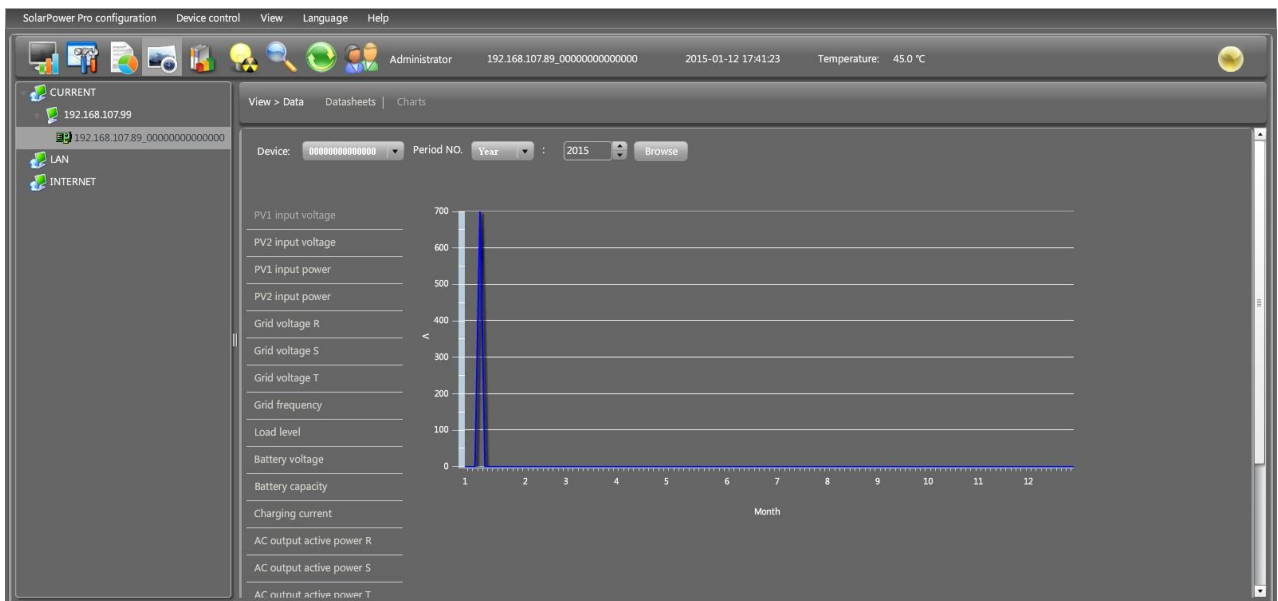 SolarPower Pro configuration Device control View Language Help
Administrator 192.168.107.89_00000000000000 2015-01-12 17:41:23 Temperature: 45.0 ℃
CURRENT
192.168.107.99
192.168.107.89_00000000000000
LAN
INTERNET
View > Data Datasheets | Charts
Device: 00000000000000 Period NO. Year : 2015 Browse
PV1 input voltage
PV2 input voltage
PV1 input power
PV2 input power
Grid voltage R
Grid voltage S
Grid voltage T
Grid frequency
Load level
Battery voltage
Battery capacity
Charging current
AC output active power R
AC output active power S
AC output active power T
700
600
500
400
300
200
100
0
V
1 2 3 4 5 6 7 8 9 10 11 12
Month